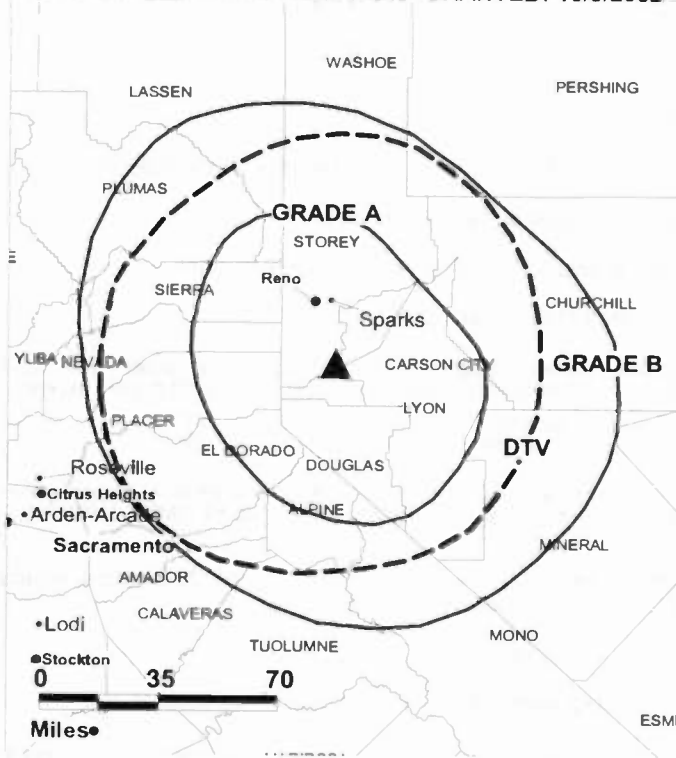 WASHOE
LASSEN
PERSHING
PLUMAS
GRADE A
STOREY
Reno
SIERRA
CHURCHILL
Sparks
YUBA NEVADA
CARSON CITY
GRADE B
LYON
PLACER
EL DORADO
DTV
DOUGLAS
Roseville
Citrus Heights
ALPINE
Arden-Arcade
Sacramento
MINERAL
AMADOR
CALAVERAS
Lodi
MONO
TUOLUMNE
Stockton
0 35 70
Miles